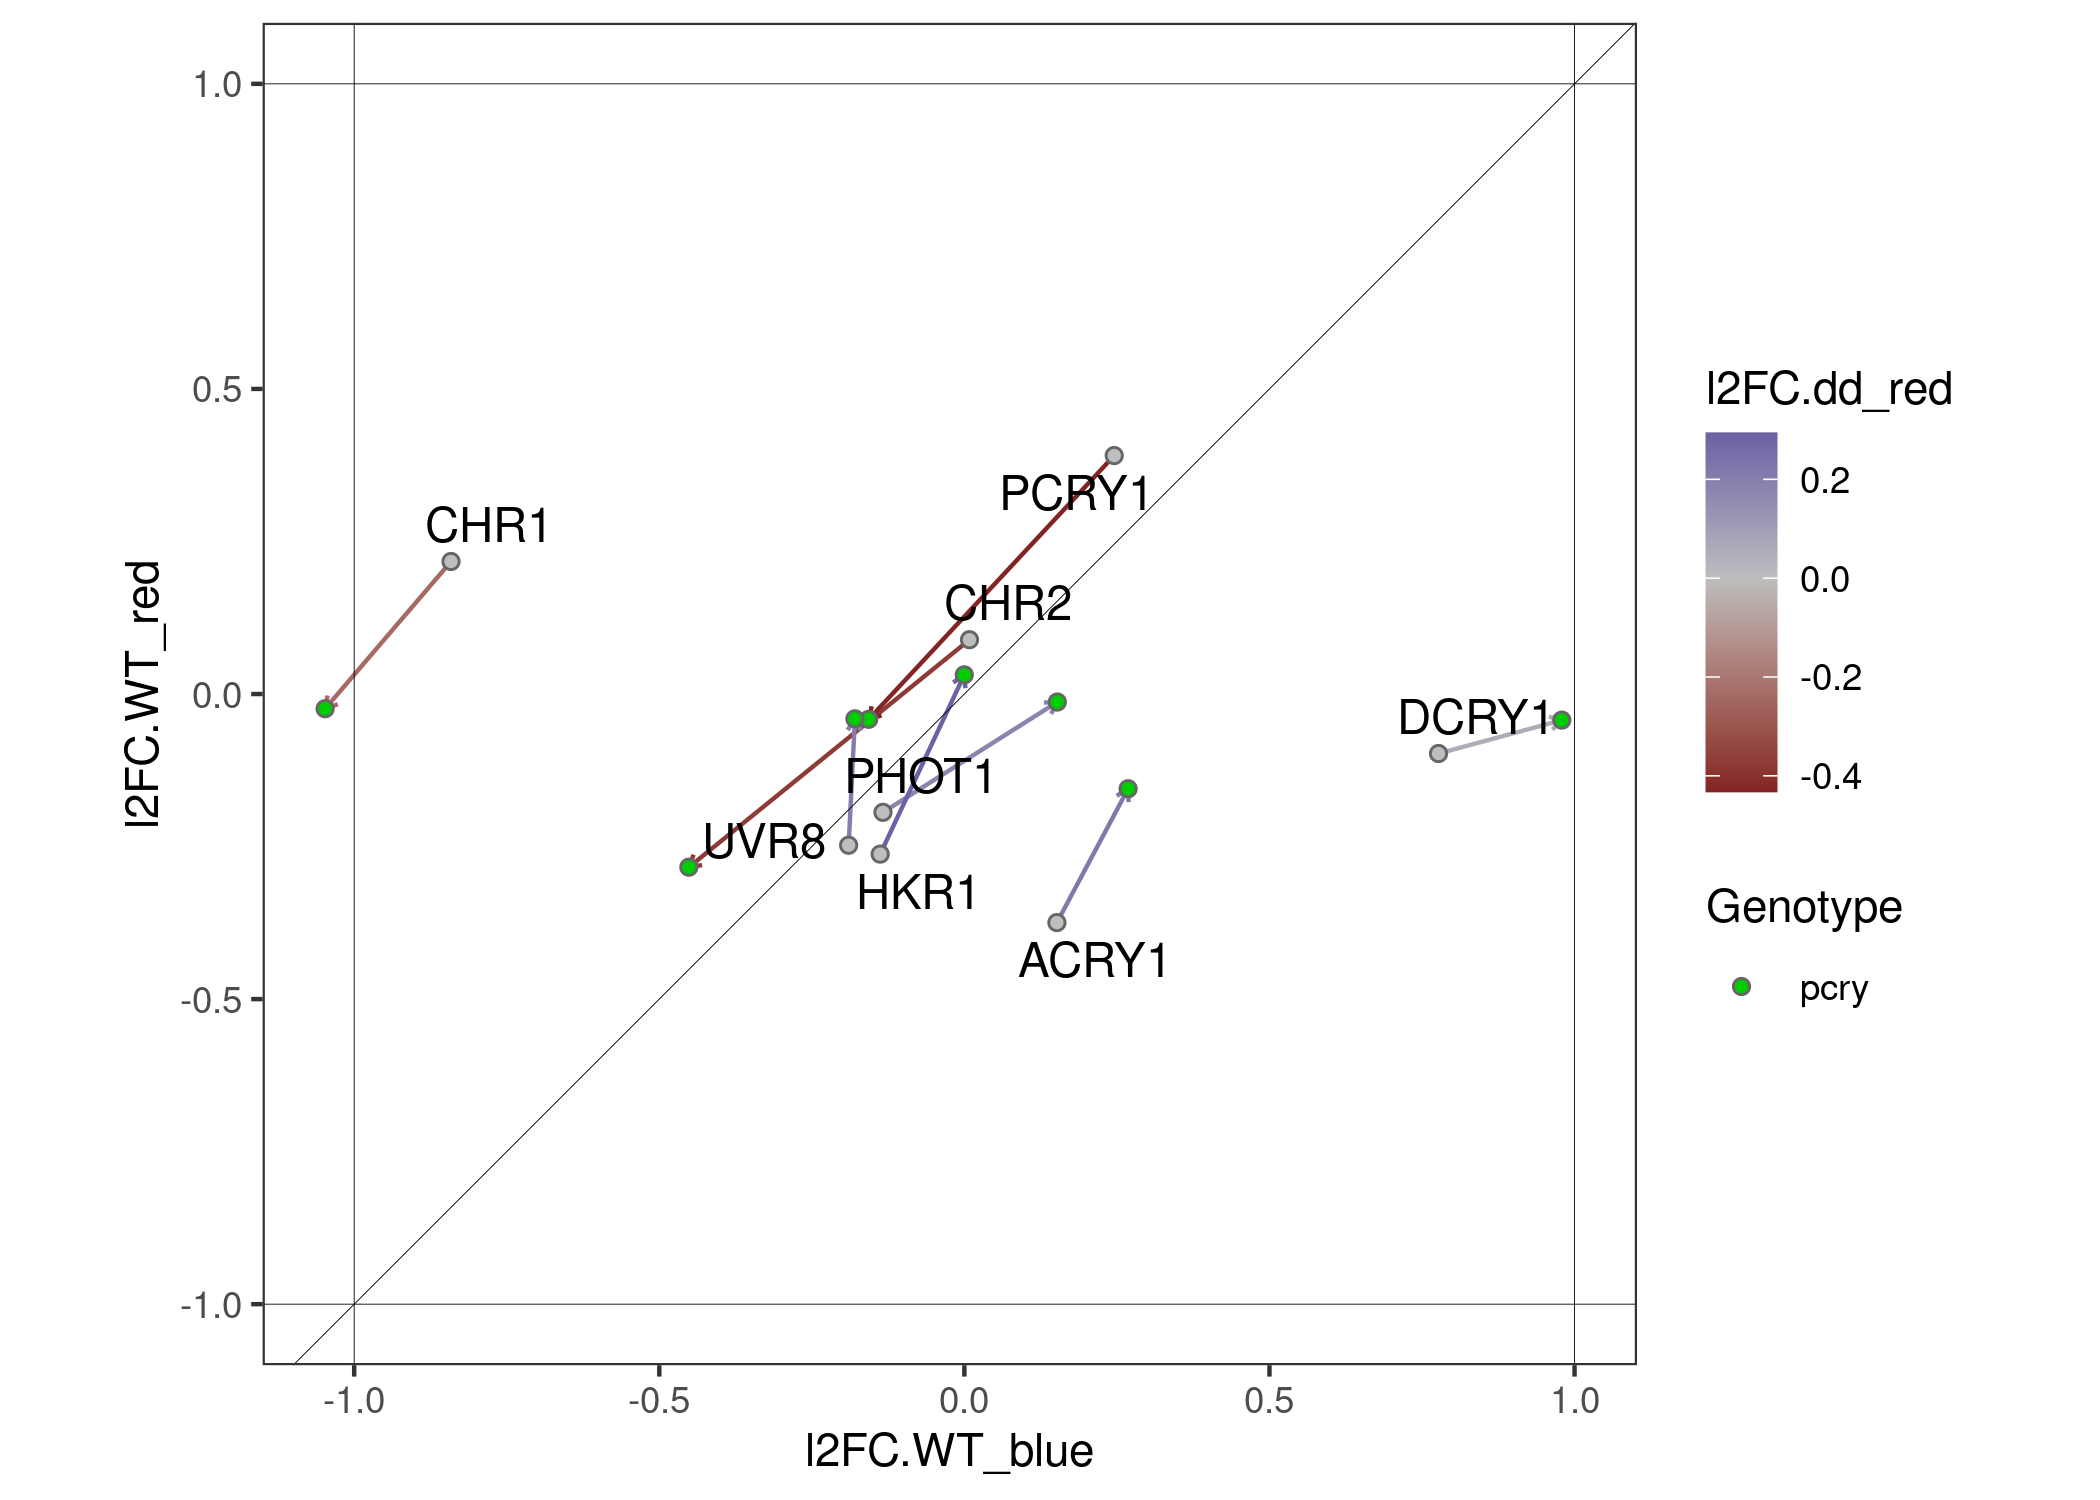 1.0
0.5
0.0
-0.5
-1.0
l2FC.WT_red
CHR1
PCRY1
CHR2
DCRY1
PHOT1
UVR8
HKR1
ACRY1
-1.0
-0.5
0.0
0.5
1.0
l2FC.WT_blue
l2FC.dd_red
0.2
0.0
-0.2
-0.4
Genotype
pcry